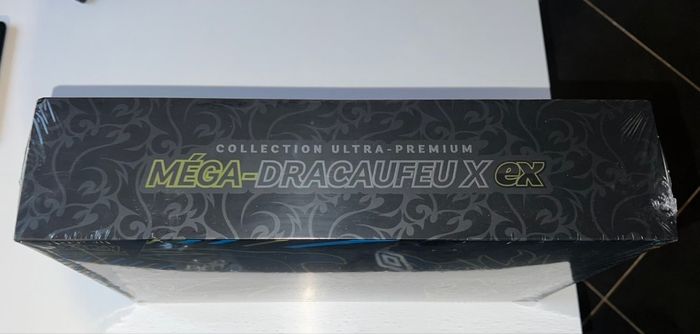 COLLECTION ULTRA-PREMIUM
MÉGA-DRACAUFEU X ex